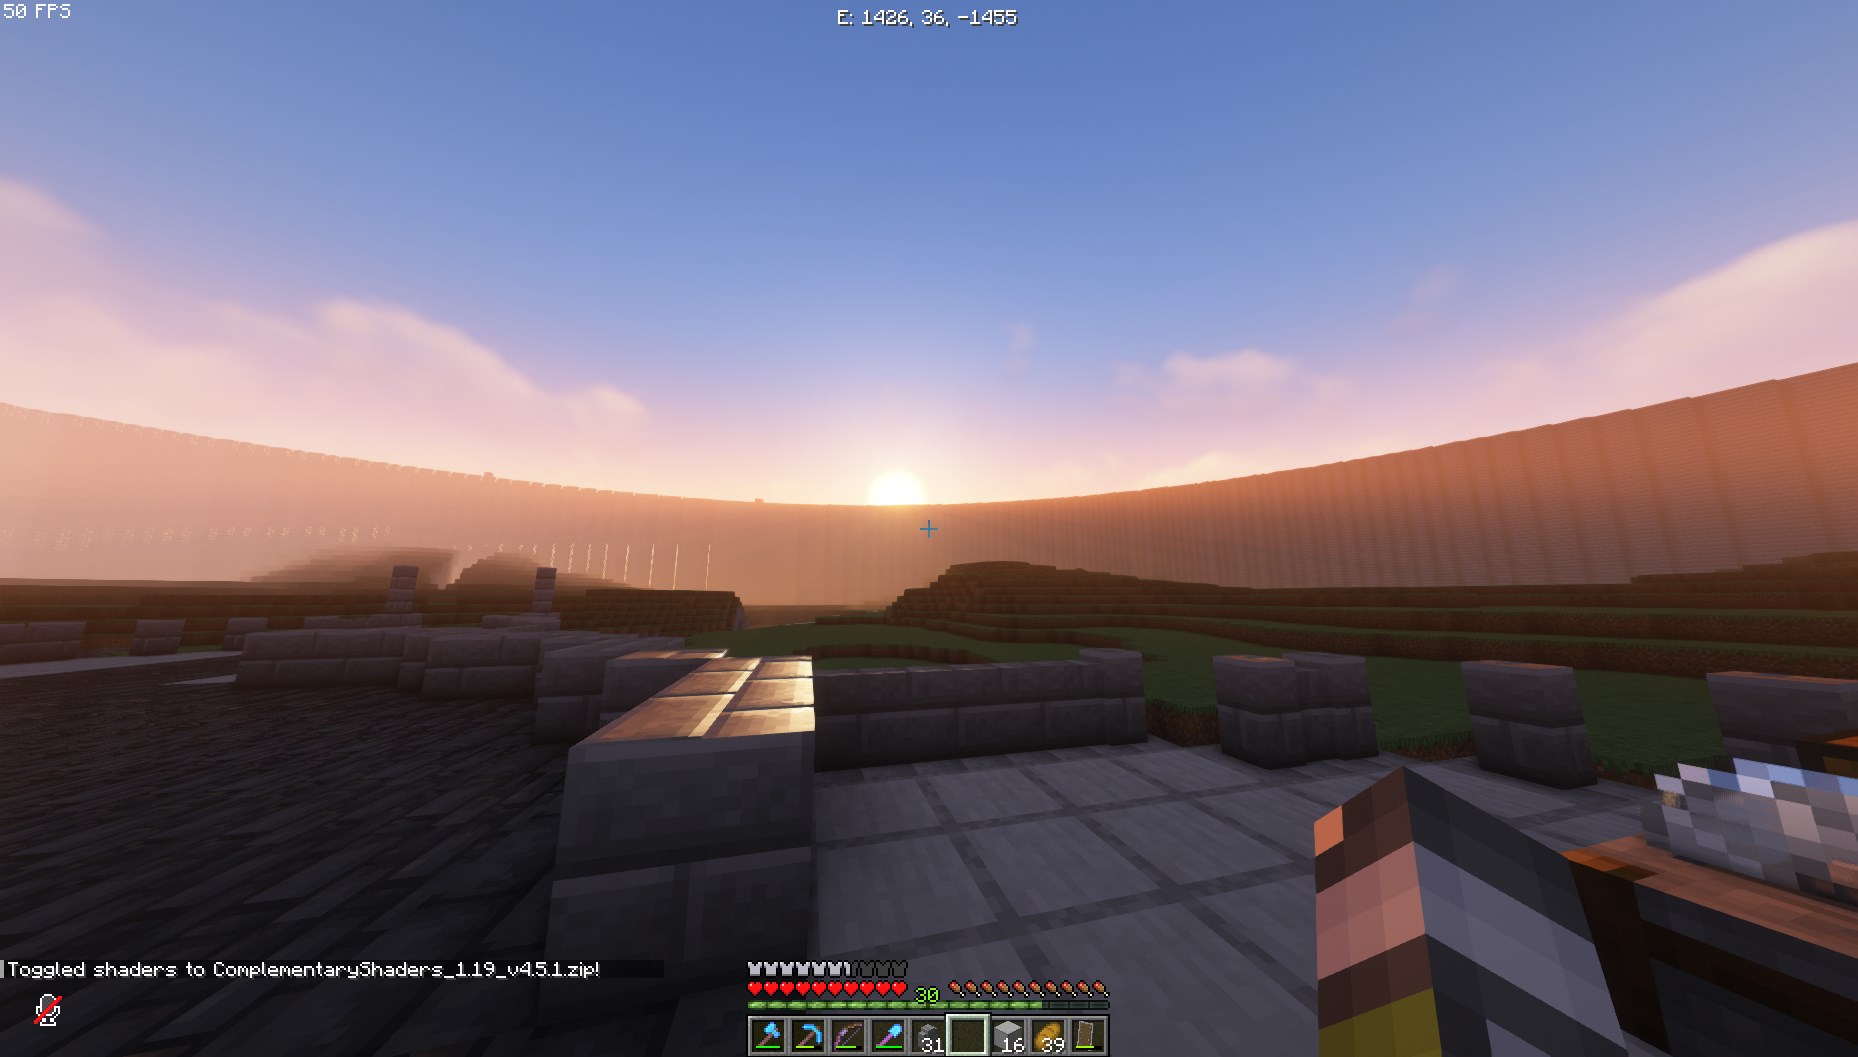 50 FPS
E: 1426, 36, -1455
Toggled shaders to ComplementaryShaders_1.19_v4.5.1.zip!
30
31
16
39